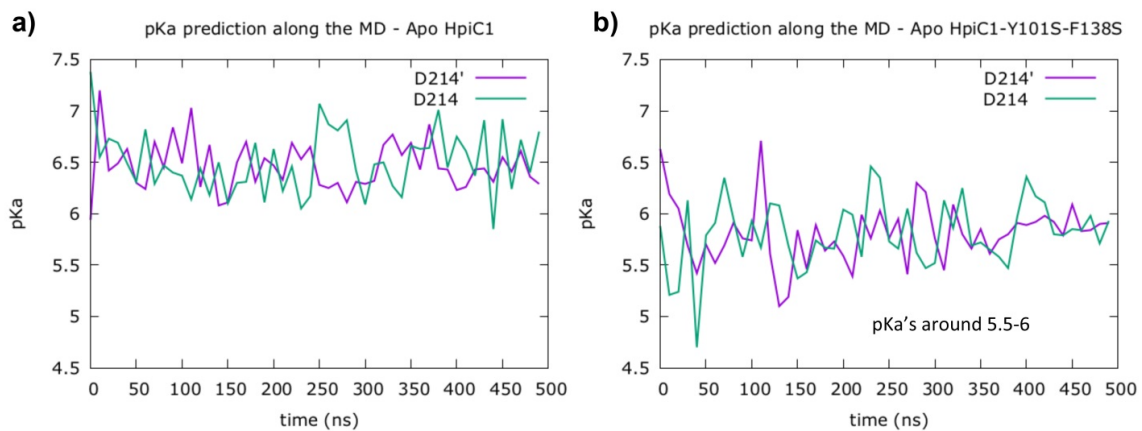 a)
pKa prediction along the MD - Apo HpiC1
D214'
D214
7.5
7
6.5
6
5.5
5
4.5
pKa
0 50 100 150 200 250 300 350 400 450 500
time (ns)
b)
pKa prediction along the MD - Apo HpiC1-Y101S-F138S
D214'
D214
7.5
7
6.5
6
5.5
5
4.5
pKa
pKa's around 5.5-6
0 50 100 150 200 250 300 350 400 450 500
time (ns)